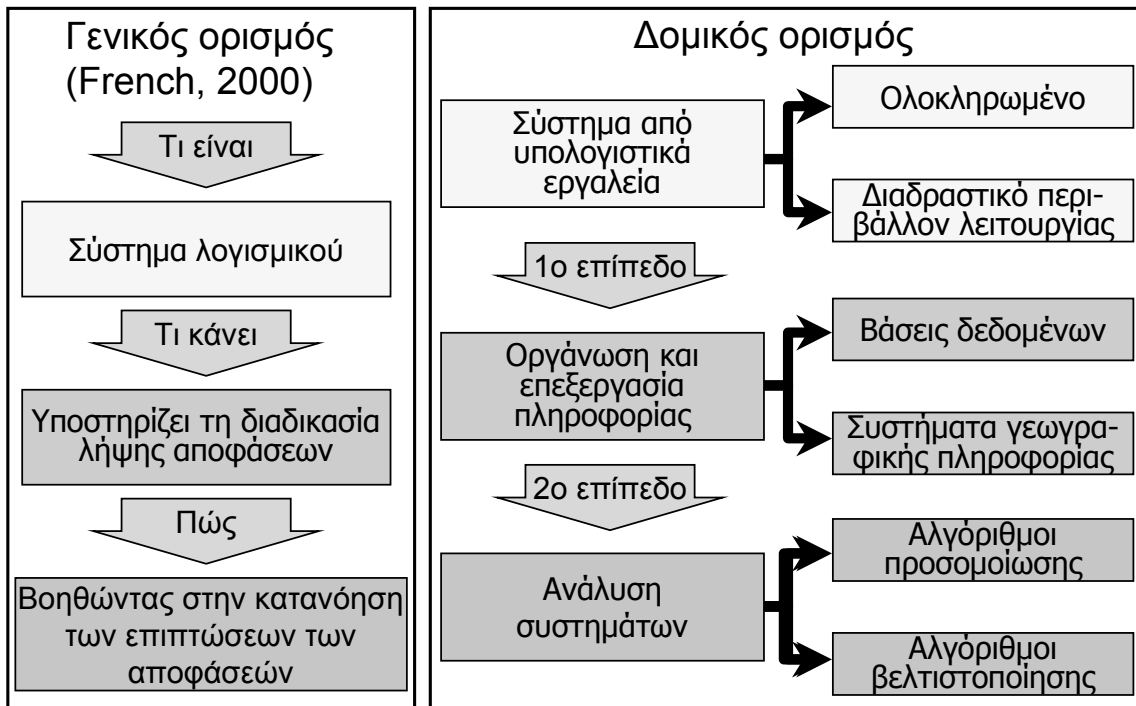 Γενικός ορισμός
(French, 2000)
Τι είναι
Σύστημα λογισμικού
Τι κάνει
Υποστηρίζει τη διαδικασία
λήψης αποφάσεων
Πώς
Βοηθώντας στην κατανόηση
των επιπτώσεων των
αποφάσεών
Δομικός ορισμός
Σύστημα από
υπολογιστικά
εργαλεία
Ολοκληρωμένο
Διαδραστικό περι-
βάλλον λειτουργίας
1ο επίπεδο
Οργάνωση και
επεξεργασία
πληροφορίας
Βάσεις δεδομένων
Συστήματα γεωγρα-
φικής πληροφορίας
2ο επίπεδο
Ανάλυση
συστημάτων
Αλγόριθμοι
προσομοίωσης
Αλγόριθμοι
βελτιστοποίησης